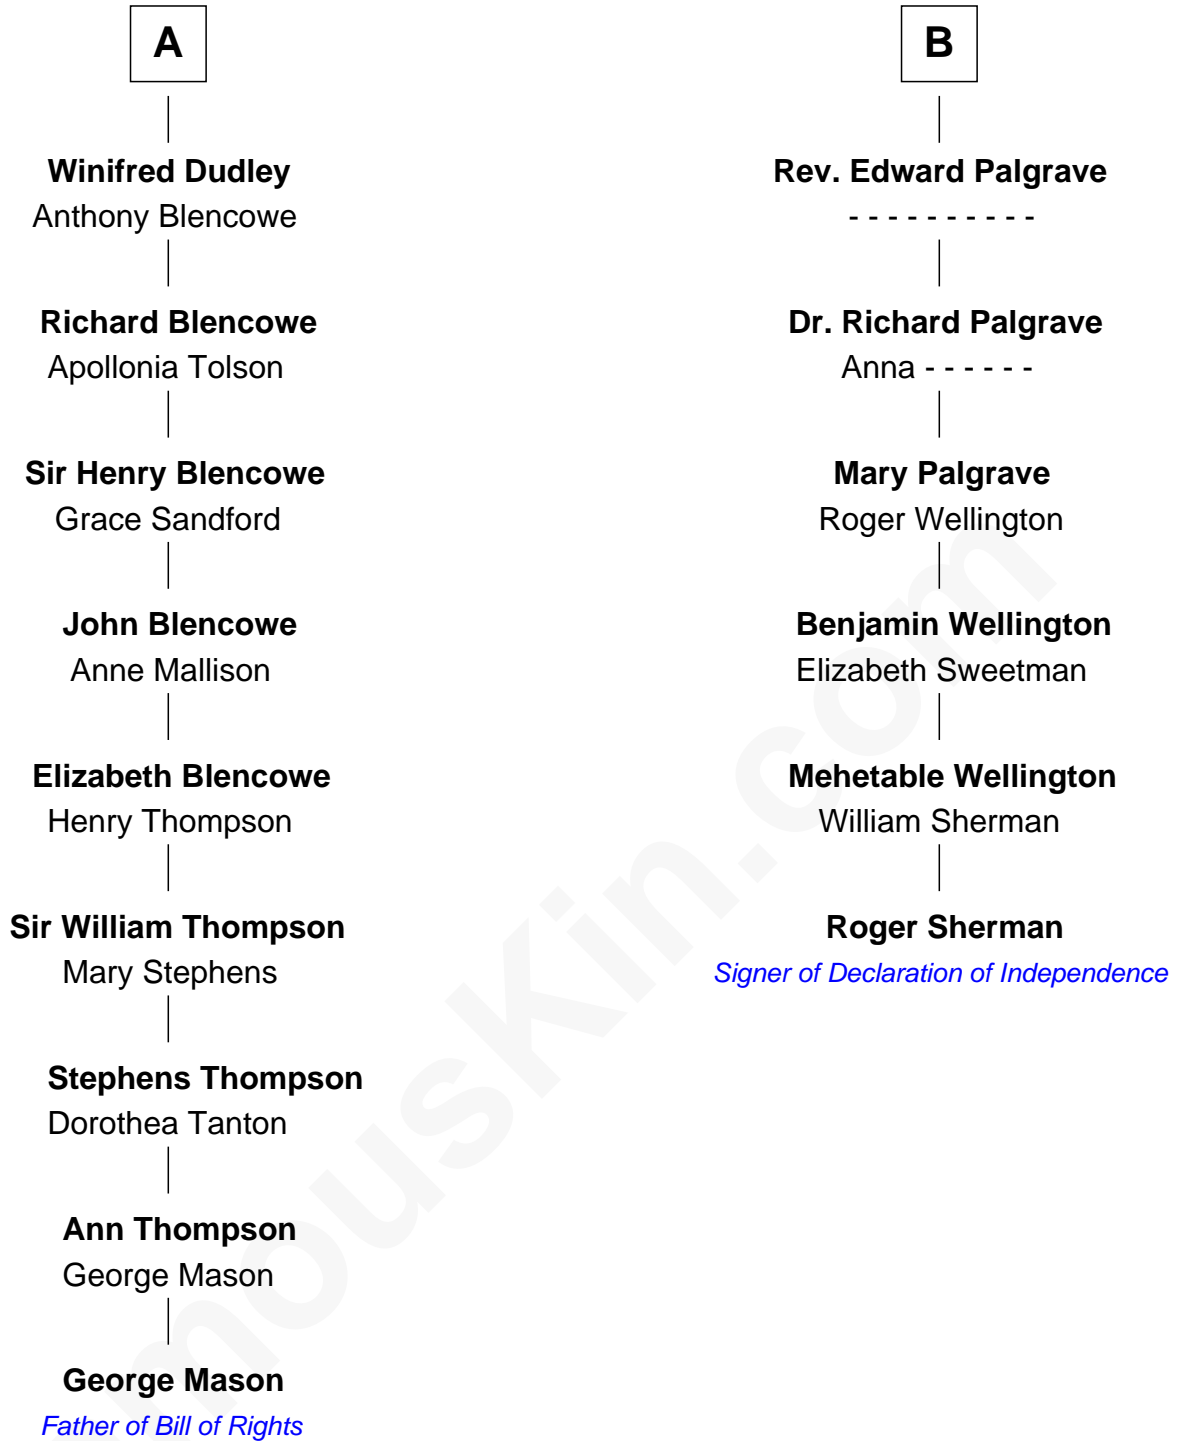 A
Winifred Dudley
Anthony Blencowe
Richard Blencowe
Apollonia Tolson
Sir Henry Blencowe
Grace Sandford
John Blencowe
Anne Mallison
Elizabeth Blencowe
Henry Thompson
Sir William Thompson
Mary Stephens
Stephens Thompson
Dorothea Tanton
Ann Thompson
George Mason
George Mason
Father of Bill of Rights
B
Rev. Edward Palgrave
- - - - - - - - - -
Dr. Richard Palgrave
Anna - - - - - -
Mary Palgrave
Roger Wellington
Benjamin Wellington
Elizabeth Sweetman
Mehetable Wellington
William Sherman
Roger Sherman
Signer of Declaration of Independence
mousKin.com